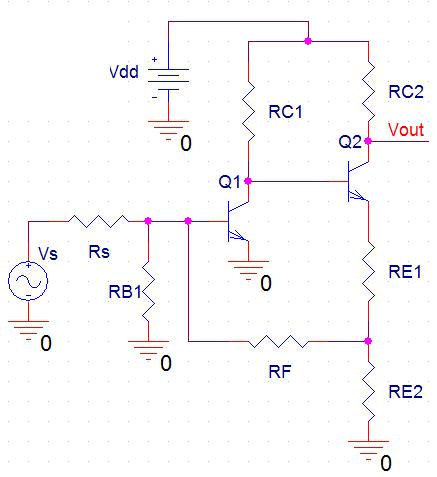 Vdd
+
-
0
RC1
RC2
Vout
Q2
Q1
Vs
+
-
0
Rs
RB1
0
0
RE1
RF
RE2
0